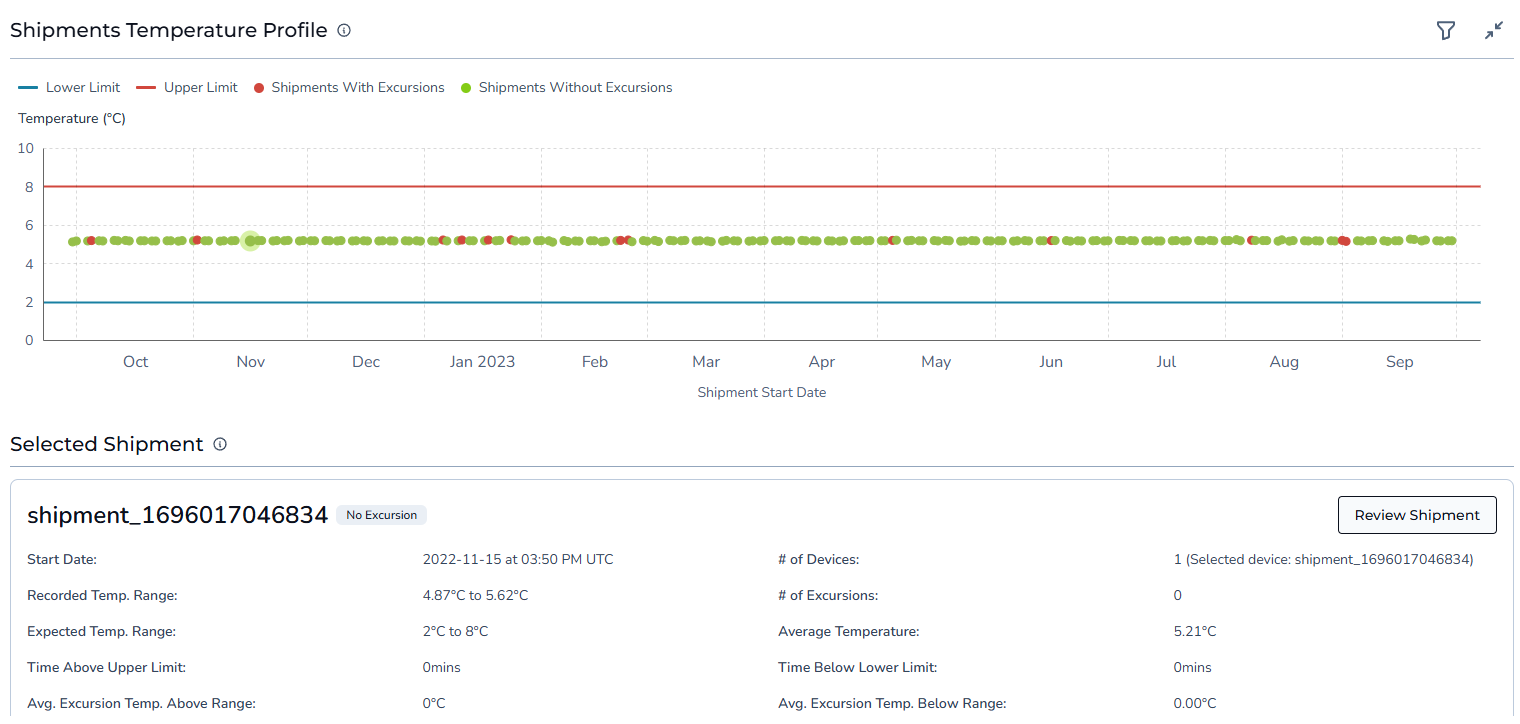 Shipments Temperature Profile
Lower Limit Upper Limit Shipments With Excursions Shipments Without Excursions
Temperature (°C)
10
8
6
4
2
0
Oct Nov Dec Jan 2023 Feb Mar Apr May Jun Jul Aug Sep
Shipment Start Date
Selected Shipment
shipment_1696017046834 No Excursion Review Shipment
Start Date: 2022-11-15 at 03:50 PM UTC # of Devices: 1 (Selected device: shipment_1696017046834)
Recorded Temp. Range: 4.87°C to 5.62°C # of Excursions: 0
Expected Temp. Range: 2°C to 8°C Average Temperature: 5.21°C
Time Above Upper Limit: 0mins Time Below Lower Limit: 0mins
Avg. Excursion Temp. Above Range: 0°C Avg. Excursion Temp. Below Range: 0.00°C